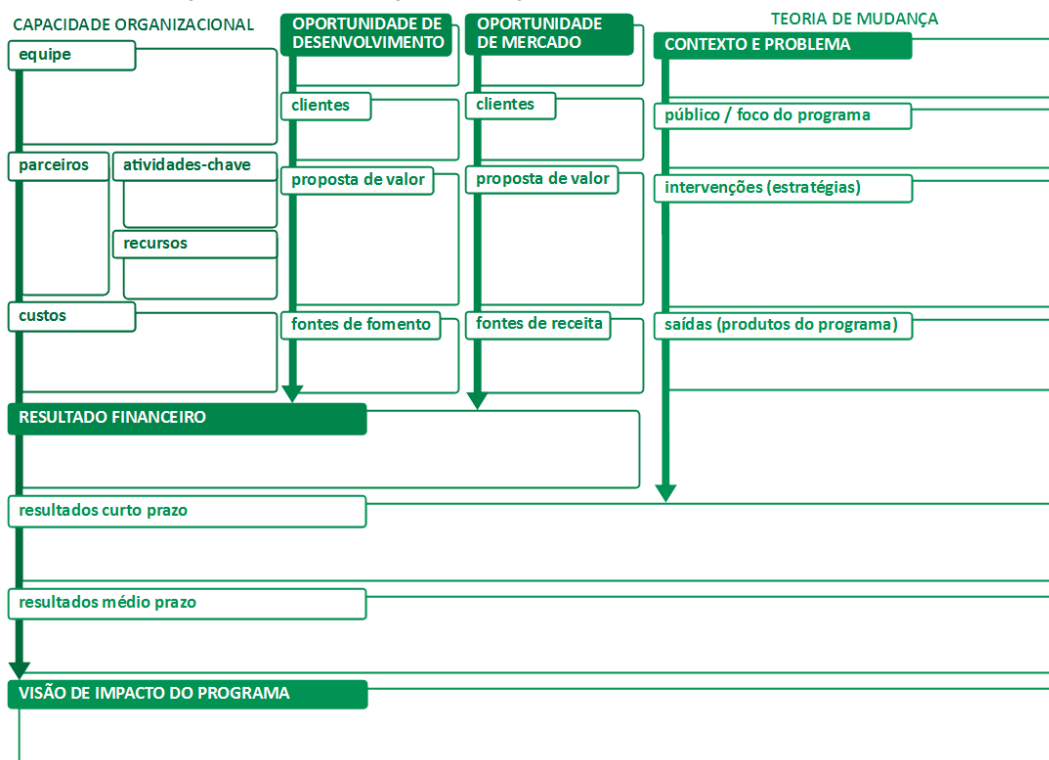 CAPACIDADE ORGANIZACIONAL
equipe
parceiros
atividades-chave
recursos
custos
OPORTUNIDADE DE
DESENVOLVIMENTO
clientes
proposta de valor
fontes de fomento
OPORTUNIDADE
DE MERCADO
clientes
proposta de valor
fontes de receita
TEORIA DE MUDANÇA
CONTEXTO E PROBLEMA
público / foco do programa
intervenções (estratégias)
saídas (produtos do programa)
RESULTADO FINANCEIRO
resultados curto prazo
resultados médio prazo
VISÃO DE IMPACTO DO PROGRAMA